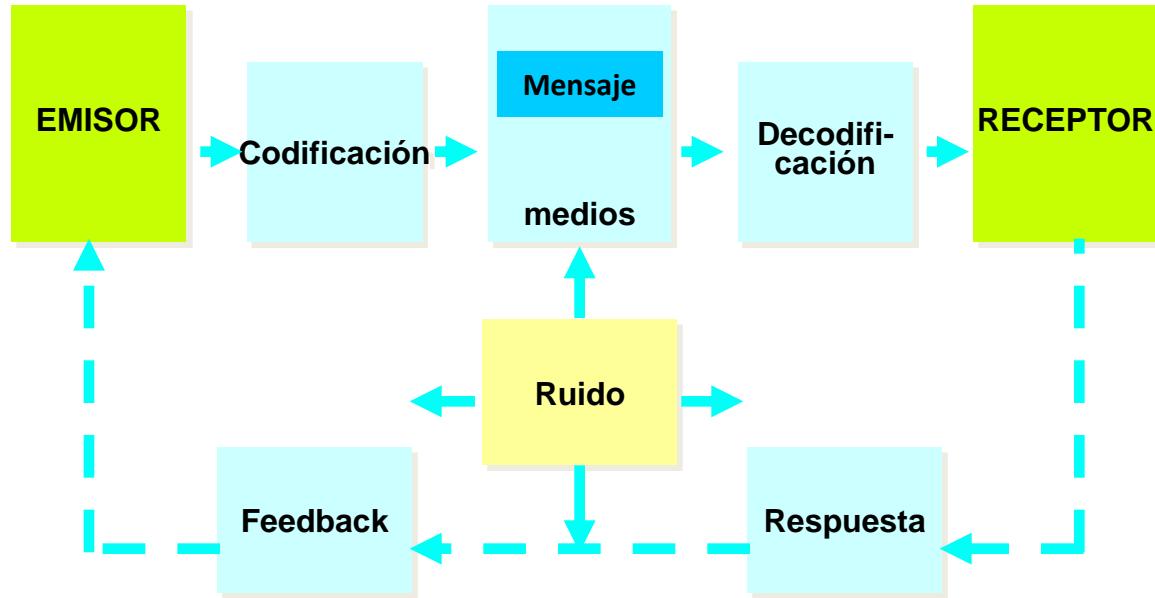 EMISOR
Codificación
Mensaje
medios
Decodifi-
cación
RECEPTOR
Ruido
Feedback
Respuesta